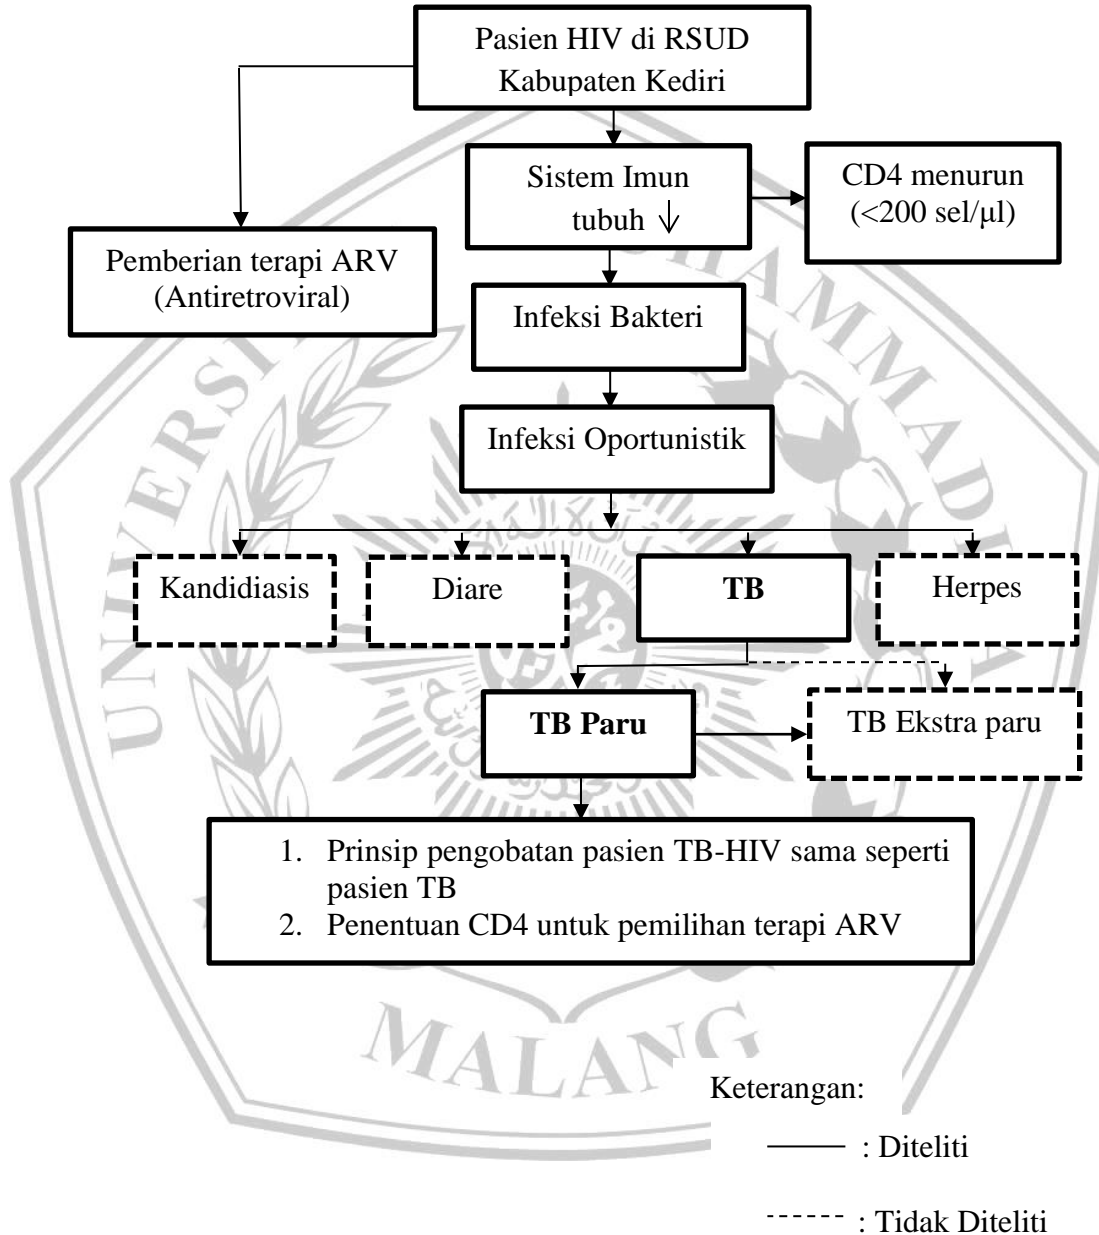 Pasien HIV di RSUD
Kabupaten Kediri
Sistem Imun
tubuh ↓
CD4 menurun
(<200 sel/µl)
Pemberian terapi ARV
(Antiretroviral)
Infeksi Bakteri
Infeksi Oportunistik
Kandidiasis
Diare
TB
Herpes
TB Paru
TB Ekstra paru
1. Prinsip pengobatan pasien TB-HIV sama seperti
pasien TB
2. Penentuan CD4 untuk pemilihan terapi ARV
MALANG
Keterangan:
: Diteliti
: Tidak Diteliti